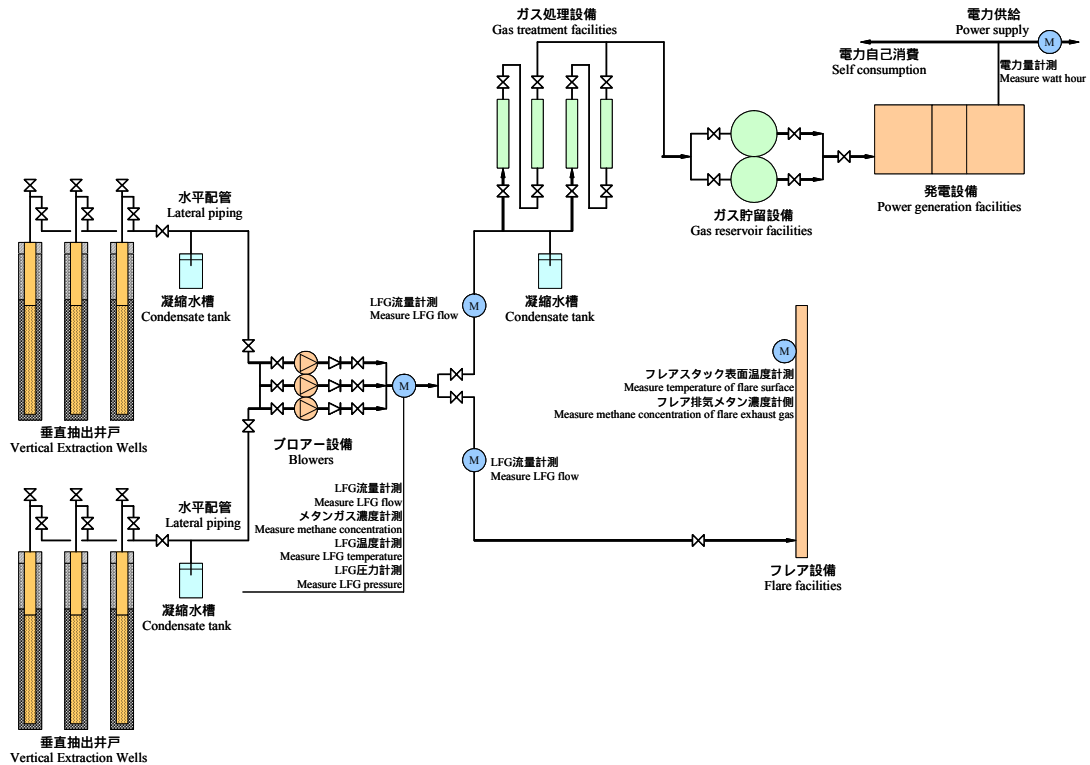 ガス処理設備
Gas treatment facilities
電力供給
Power supply
M
電力自己消費
Self consumption
電力量計測
Measure watt hour
発電設備
Power generation facilities
ガス貯留設備
Gas reservoir facilities
水平配管
Lateral piping
凝縮水槽
Condensate tank
LFG流量計測
Measure LFG flow
M
凝縮水槽
Condensate tank
M
フレアスタック表面温度計測
Measure temperature of flare surface
フレア排気メタン濃度計側
Measure methane concentration of flare exhaust gas
M
垂直抽出井戸
Vertical Extraction Wells
ブロアー設備
Blowers
M
LFG流量計測
Measure LFG flow
LFG流量計測
Measure LFG flow
メタンガス濃度計測
Measure methane concentration
LFG温度計測
Measure LFG temperature
LFG圧力計測
Measure LFG pressure
水平配管
Lateral piping
凝縮水槽
Condensate tank
フレア設備
Flare facilities
垂直抽出井戸
Vertical Extraction Wells